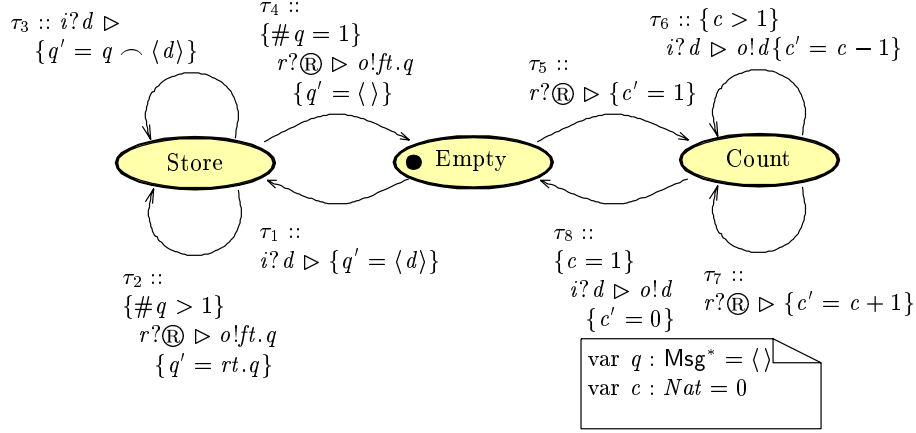 τ3 :: i?d ▷
{q′ = q ⌢ ⟨d⟩}
τ4 ::
{#q = 1}
r?Ⓡ ▷ o!ft.q
{q′ = ⟨ ⟩}
τ5 ::
r?Ⓡ ▷ {c′ = 1}
τ6 :: {c > 1}
i?d ▷ o!d{c′ = c − 1}
Store
Empty
Count
τ2 ::
{#q > 1}
r?Ⓡ ▷ o!ft.q
{q′ = rt.q}
τ1 ::
i?d ▷ {q′ = ⟨d⟩}
τ8 ::
{c = 1}
i?d ▷ o!d
{c′ = 0}
τ7 ::
r?Ⓡ ▷ {c′ = c + 1}
var q : Msg* = ⟨ ⟩
var c : Nat = 0